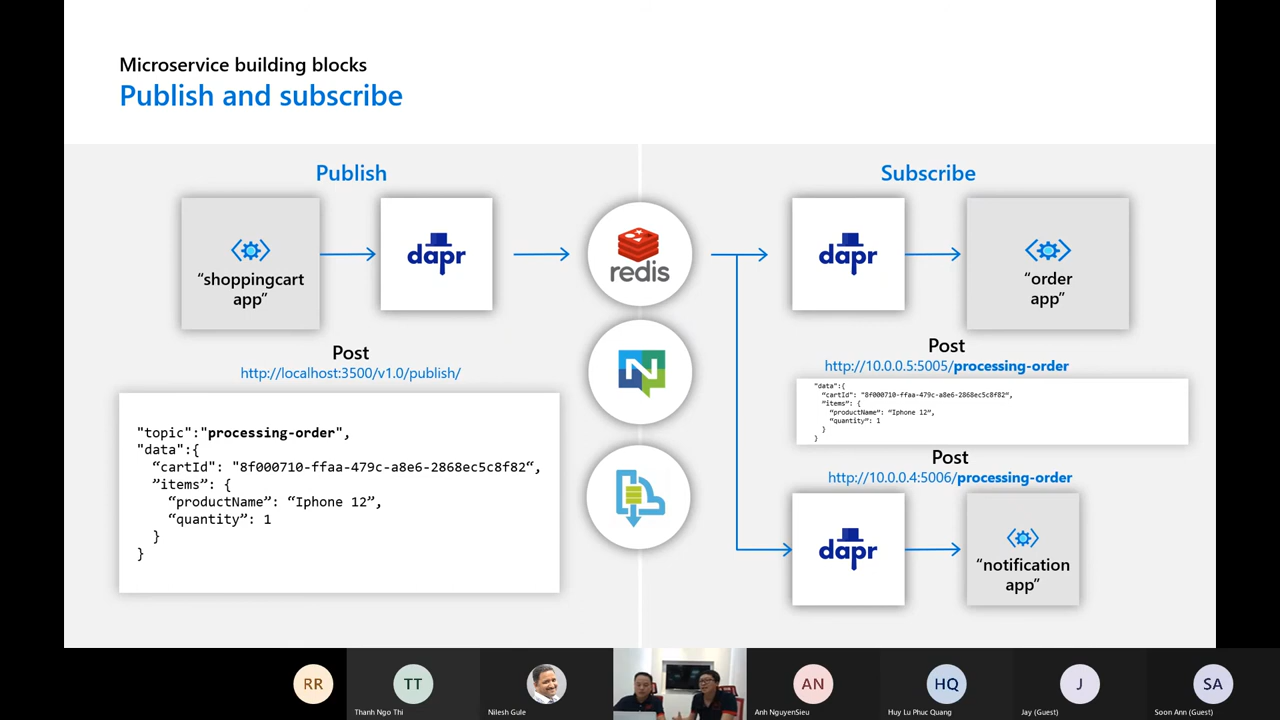 Microservice building blocks
Publish and subscribe
Publish
“shoppingcart
app”
dapr
Post
http://localhost:3500/v1.0/publish/
"topic":"processing-order",
"data":{
“cartId": "8f000710-ffaa-479c-a8e6-2868ec5c8f82“,
”items”: {
“productName”: “Iphone 12”,
“quantity”: 1
}
}
redis
N
Subscribe
dapr
“order
app”
Post
http://10.0.0.5:5005/processing-order
"data":{
“cartId": "8f000710-ffaa-479c-a8e6-2868ec5c8f82“,
”items”: {
“productName”: “Iphone 12”,
“quantity”: 1
}
}
Post
http://10.0.0.4:5006/processing-order
dapr
“notification
app”
RR
TT
Thanh Ngo Thi
Nilesh Gule
AN
Anh NguyenSieu
HQ
Huy Lu Phuc Quang
J
Jay (Guest)
SA
Soon Ann (Guest)